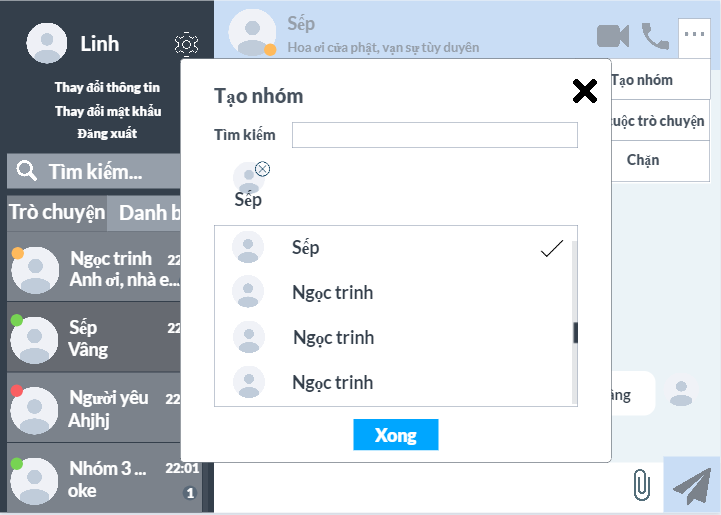 Linh
Thay đổi thông tin
Thay đổi mật khẩu
Đăng xuất
Tìm kiếm...
Trò chuyện
Danh b
Ngọc trinh 22
Anh ơi, nhà e...
Sếp 22
Vâng
Người yêu 22
Ahjhj
Nhóm 3 ... 22:01
oke 1
Sếp
Hoa ơi cửa phật, vạn sự tùy duyên
...
Tạo nhóm
uộc trò chuyện
Chặn
Tạo nhóm
Tìm kiếm
Sếp
Sếp
Ngọc trinh
Ngọc trinh
Ngọc trinh
Xong
àng